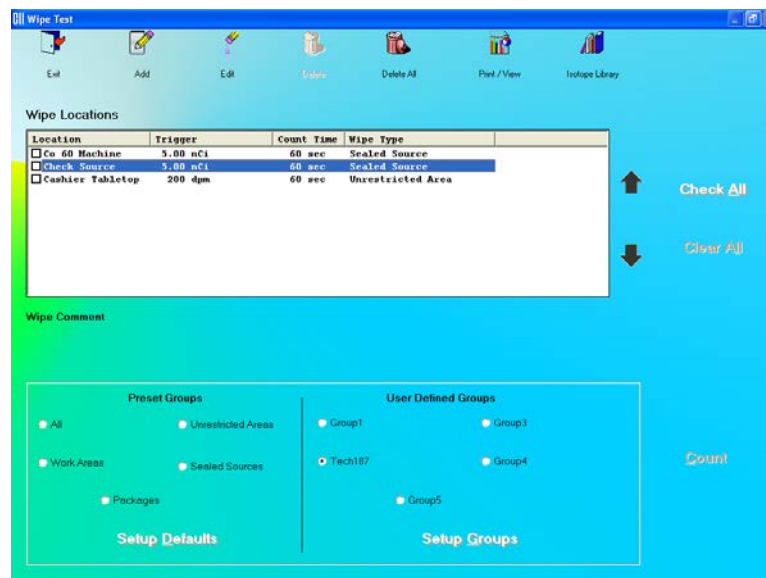 Wipe Test
Exit Add Edit Delete Delete All Print / View Isotope Library
Wipe Locations
Location Trigger Count Time Wipe Type
Co 60 Machine 5.00 nCi 60 sec Sealed Source
Check Source 5.00 nCi 60 sec Sealed Source
Cashier Tabletop 200 dpm 60 sec Unrestricted Area
Check All
Clear All
Wipe Comment
Preset Groups User Defined Groups
All Unrestricted Areas Group1 Group3
Work Areas Sealed Sources Tech187 Group4
Count
Packages Group5
Setup Defaults Setup Groups